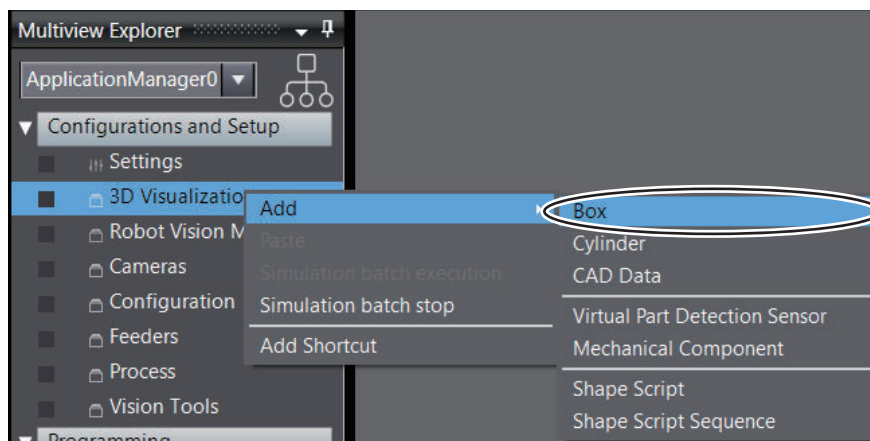 Multiview Explorer
ApplicationManager0
Configurations and Setup
Settings
3D Visualizatio
Robot Vision M
Cameras
Configuration
Feeders
Process
Vision Tools
Programming
Add
Paste
Simulation batch execution
Simulation batch stop
Add Shortcut
Box
Cylinder
CAD Data
Virtual Part Detection Sensor
Mechanical Component
Shape Script
Shape Script Sequence